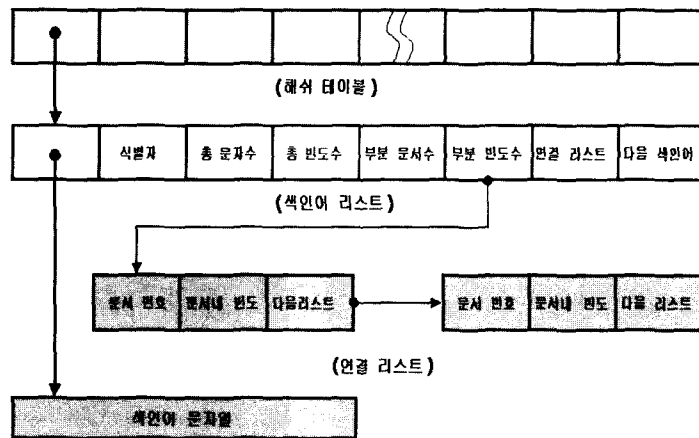 (해쉬 테이블)
식별자 총 문자수 총 빈도수 부분 문서수 부분 빈도수 연결 리스트 다음 색인어
(색인어 리스트)
문서 번호 문서내 빈도 다음리스트 문서 번호 문서내 빈도 다음 리스트
(연결 리스트)
색인어 문자열